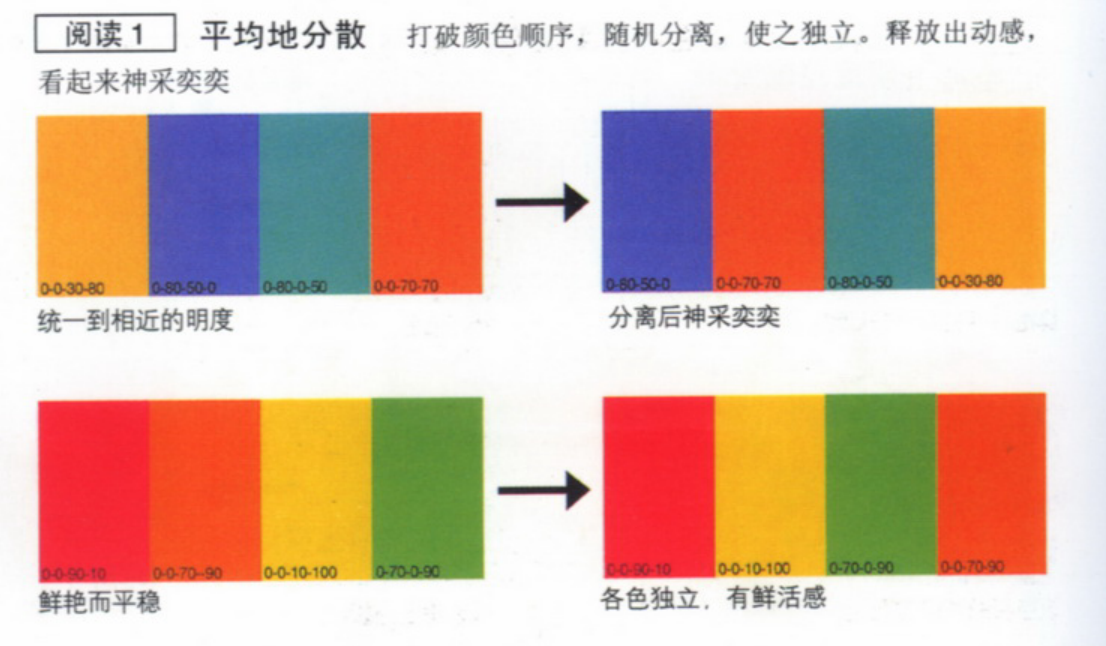 阅读1 平均地分散 打破颜色顺序，随机分离，使之独立。释放出动感，
看起来神采奕奕
0-0-30-80 0-80-50-0 0-80-0-50 0-0-70-70
0-80-50-0 0-0-70-70 0-80-0-50 0-0-30-80
统一到相近的明度
分离后神采奕奕
0-0-90-10 0-0-70--90 0-0-10-100 0-70-0-90
0-0-90-10 0-0-10-100 0-70-0-90 0-0-70-90
鲜艳而平稳
各色独立，有鲜活感